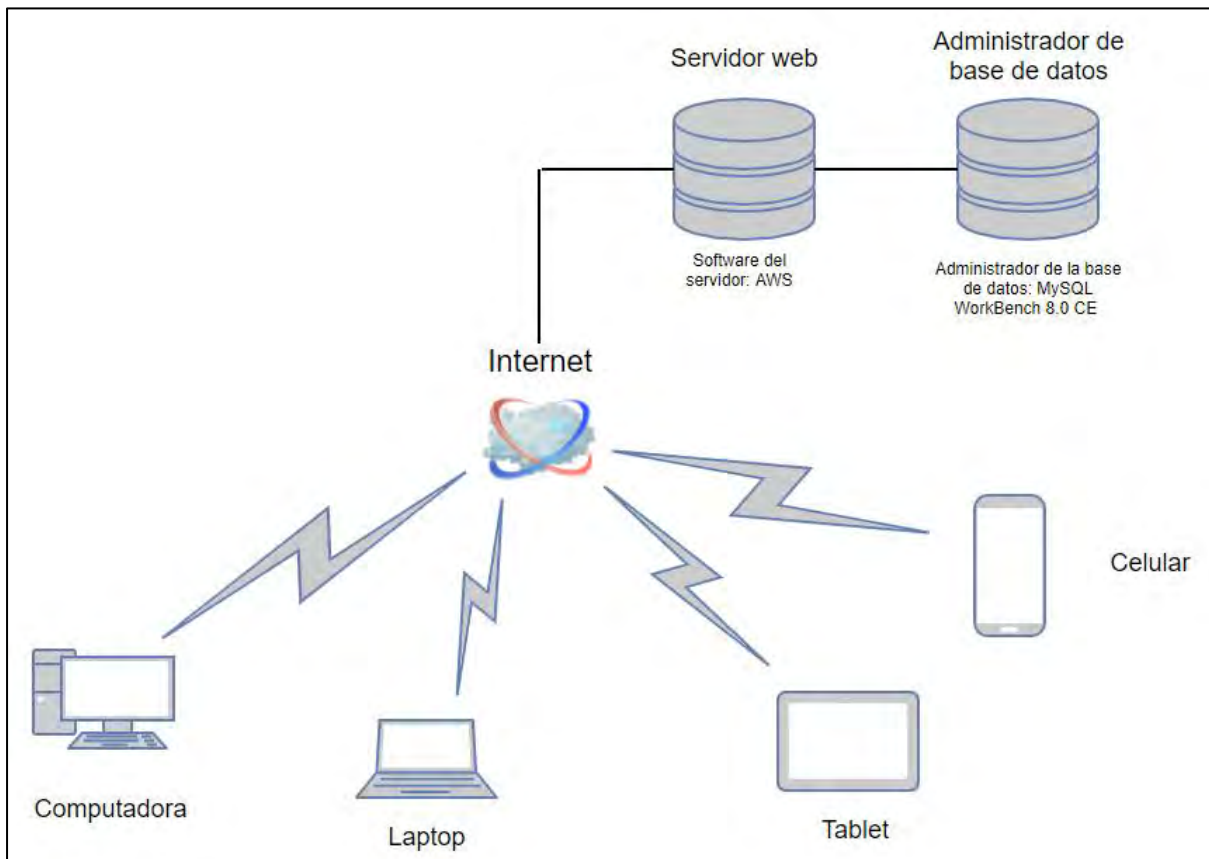 Servidor web
Administrador de
base de datos
Software del
servidor: AWS
Administrador de la base
de datos: MySQL
WorkBench 8.0 CE
Internet
Celular
Computadora
Laptop
Tablet